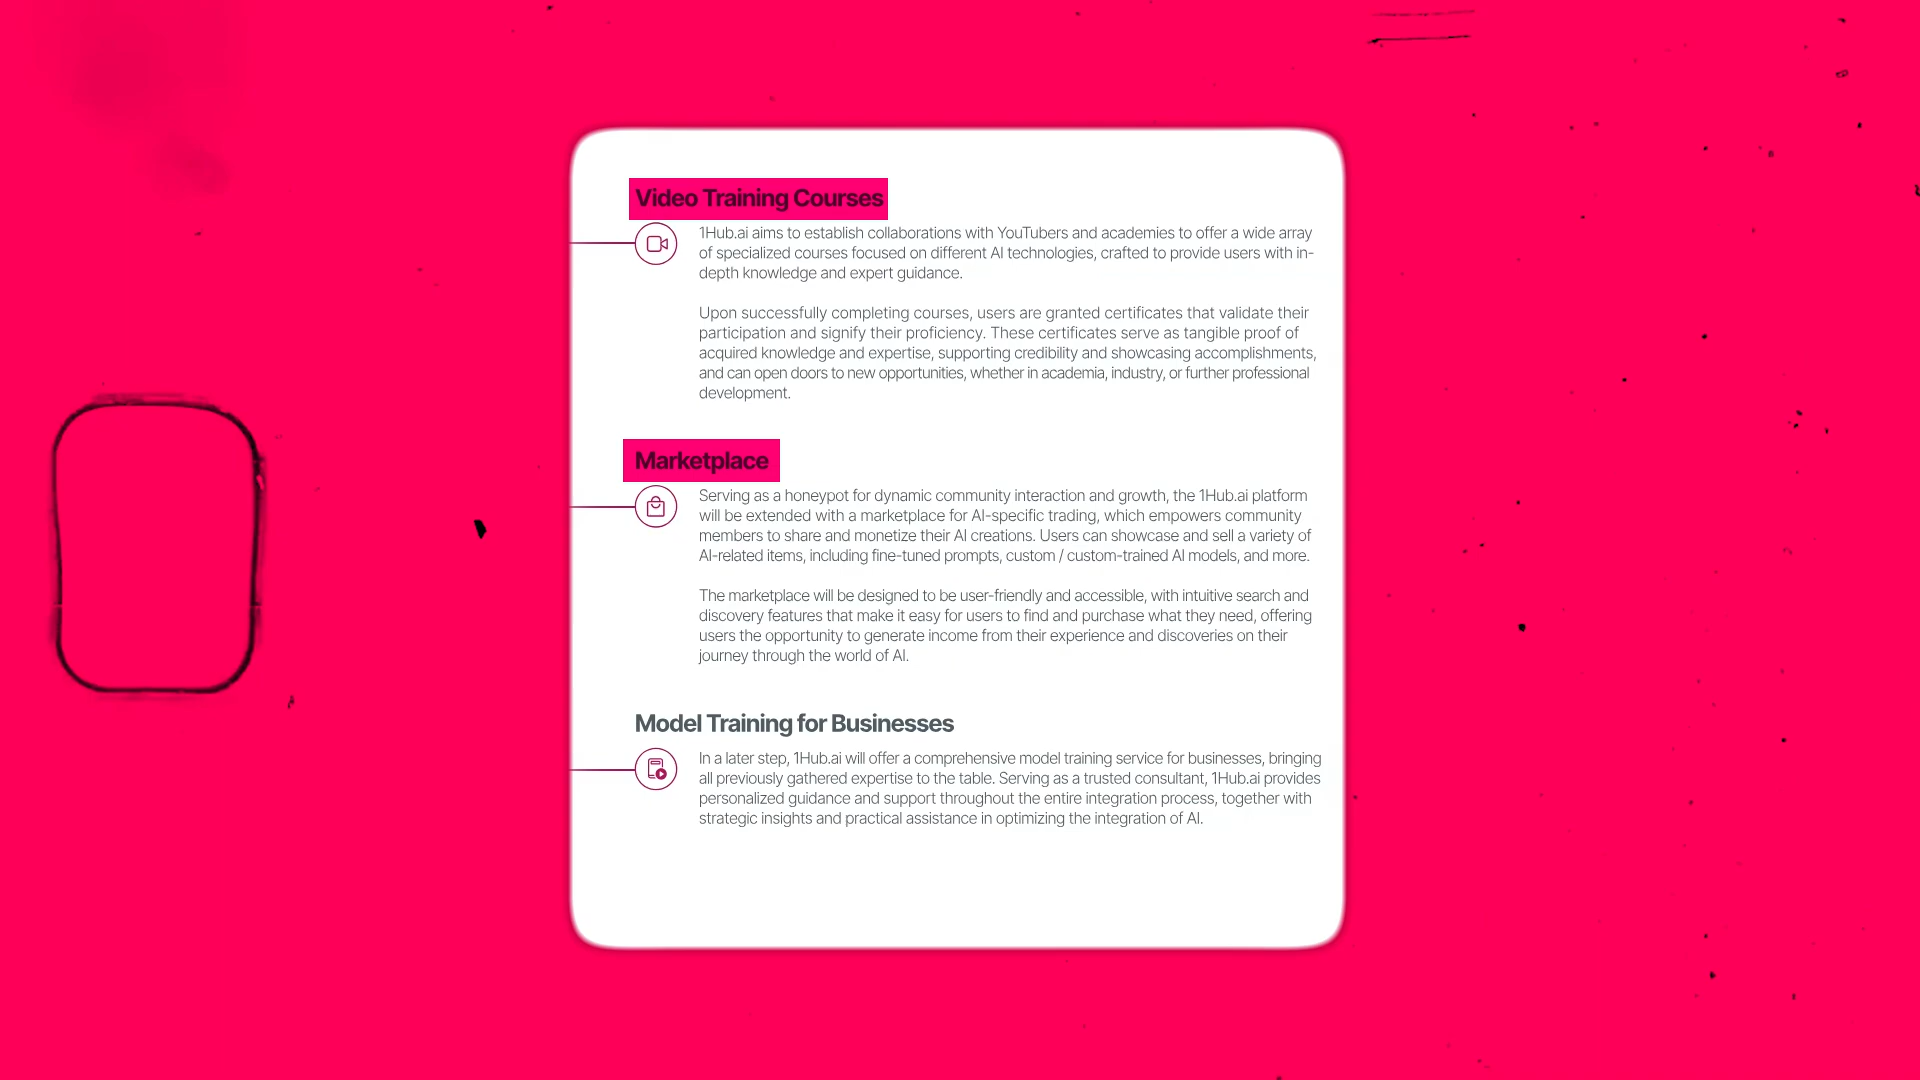 Video Training Courses
1Hub.ai aims to establish collaborations with YouTubers and academies to offer a wide array
of specialized courses focused on different AI technologies, crafted to provide users with in-
depth knowledge and expert guidance.
Upon successfully completing courses, users are granted certificates that validate their
participation and signify their proficiency. These certificates serve as tangible proof of
acquired knowledge and expertise, supporting credibility and showcasing accomplishments,
and can open doors to new opportunities, whether in academia, industry, or further professional
development.
Marketplace
Serving as a honeypot for dynamic community interaction and growth, the 1Hub.ai platform
will be extended with a marketplace for AI-specific trading, which empowers community
members to share and monetize their AI creations. Users can showcase and sell a variety of
AI-related items, including fine-tuned prompts, custom / custom-trained AI models, and more.
The marketplace will be designed to be user-friendly and accessible, with intuitive search and
discovery features that make it easy for users to find and purchase what they need, offering
users the opportunity to generate income from their experience and discoveries on their
journey through the world of AI.
Model Training for Businesses
In a later step, 1Hub.ai will offer a comprehensive model training service for businesses, bringing
all previously gathered expertise to the table. Serving as a trusted consultant, 1Hub.ai provides
personalized guidance and support throughout the entire integration process, together with
strategic insights and practical assistance in optimizing the integration of AI.